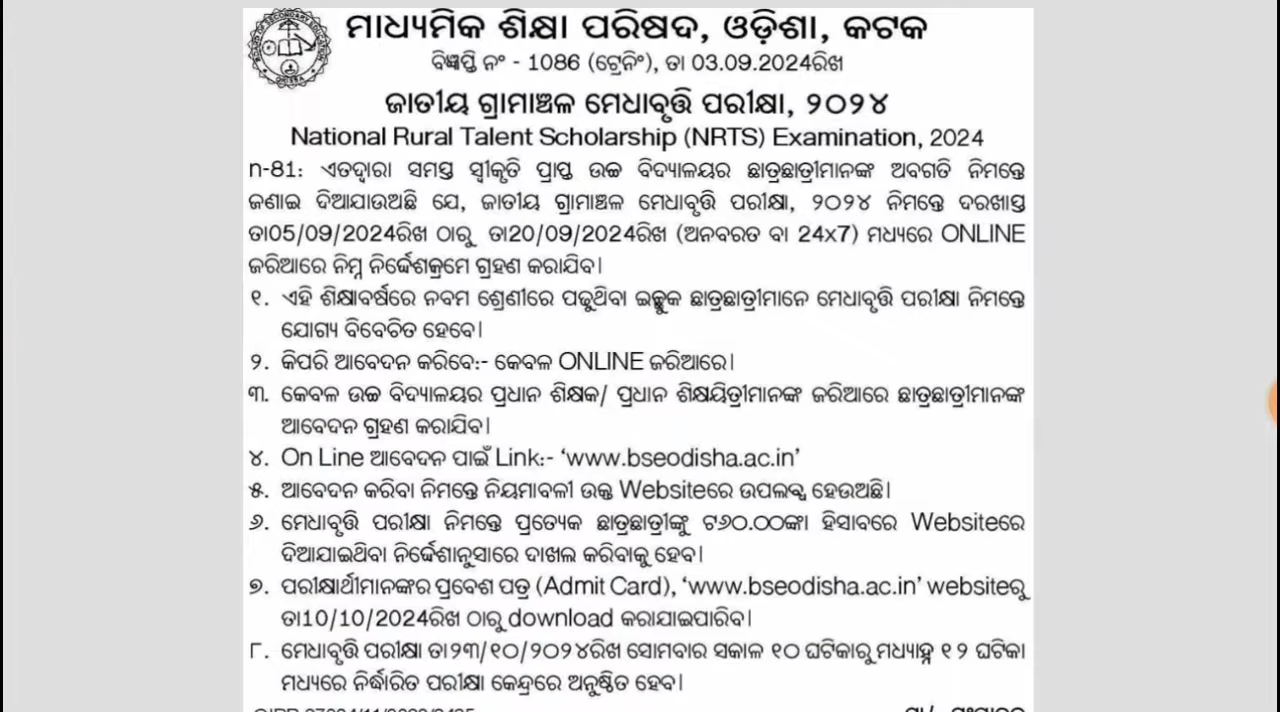 ମାଧ୍ୟମିକ ଶିକ୍ଷା ପରିଷଦ, ଓଡ଼ିଶା, କଟକ
ବିଜ୍ଞପ୍ତି ନଂ - 1086 (ଟ୍ରେନିଂ), ତା 03.09.2024ରିଖ
ଜାତୀୟ ଗ୍ରାମାଞ୍ଚଳ ମେଧାବୃତ୍ତି ପରୀକ୍ଷା, ୨୦୨୪
National Rural Talent Scholarship (NRTS) Examination, 2024
n-81: ଏତଦ୍ୱାରା ସମସ୍ତ ସ୍ୱୀକୃତି ପ୍ରାପ୍ତ ଉଚ୍ଚ ବିଦ୍ୟାଳୟର ଛାତ୍ରଛାତ୍ରୀମାନଙ୍କ ଅବଗତି ନିମନ୍ତେ
ଜଣାଇ ଦିଆଯାଉଅଛି ଯେ, ଜାତୀୟ ଗ୍ରାମାଞ୍ଚଳ ମେଧାବୃତ୍ତି ପରୀକ୍ଷା, ୨୦୨୪ ନିମନ୍ତେ ଦରଖାସ୍ତ
ତା05/09/2024ରିଖ ଠାରୁ ତା20/09/2024ରିଖ (ଅନବରତ ବା 24x7) ମଧ୍ୟରେ ONLINE
ଜରିଆରେ ନିମ୍ନ ନିର୍ଦ୍ଦେଶକ୍ରମେ ଗ୍ରହଣ କରାଯିବ।
୧. ଏହି ଶିକ୍ଷାବର୍ଷରେ ନବମ ଶ୍ରେଣୀରେ ପଢୁଥିବା ଇଚ୍ଛୁକ ଛାତ୍ରଛାତ୍ରୀମାନେ ମେଧାବୃତ୍ତି ପରୀକ୍ଷା ନିମନ୍ତେ
ଯୋଗ୍ୟ ବିବେଚିତ ହେବେ।
୨. କିପରି ଆବେଦନ କରିବେ:- କେବଳ ONLINE ଜରିଆରେ।
୩. କେବଳ ଉଚ୍ଚ ବିଦ୍ୟାଳୟର ପ୍ରଧାନ ଶିକ୍ଷକ/ ପ୍ରଧାନ ଶିକ୍ଷୟିତ୍ରୀମାନଙ୍କ ଜରିଆରେ ଛାତ୍ରଛାତ୍ରୀମାନଙ୍କ
ଆବେଦନ ଗ୍ରହଣ କରାଯିବ।
୪. On Line ଆବେଦନ ପାଇଁ Link:- ‘www.bseodisha.ac.in’
୫. ଆବେଦନ କରିବା ନିମନ୍ତେ ନିୟମାବଳୀ ଉକ୍ତ Websiteରେ ଉପଲବ୍ଧ ହେଉଅଛି।
୬. ମେଧାବୃତ୍ତି ପରୀକ୍ଷା ନିମନ୍ତେ ପ୍ରତ୍ୟେକ ଛାତ୍ରଛାତ୍ରୀଙ୍କୁ ଟ୬୦.୦୦ଙ୍କା ହିସାବରେ Websiteରେ
ଦିଆଯାଇଥିବା ନିର୍ଦ୍ଦେଶାନୁସାରେ ଦାଖଲ କରିବାକୁ ହେବ।
୭. ପରୀକ୍ଷାର୍ଥୀମାନଙ୍କର ପ୍ରବେଶ ପତ୍ର (Admit Card), ‘www.bseodisha.ac.in’ websiteରୁ
ତା10/10/2024ରିଖ ଠାରୁ download କରାଯାଇପାରିବ।
୮. ମେଧାବୃତ୍ତି ପରୀକ୍ଷା ତା୨୩/୧୦/୨୦୨୪ରିଖ ସୋମବାର ସକାଳ ୧୦ ଘଟିକାରୁ ମଧ୍ୟାହ୍ନ ୧୨ ଘଟିକା
ମଧ୍ୟରେ ନିର୍ଦ୍ଧାରିତ ପରୀକ୍ଷା କେନ୍ଦ୍ରରେ ଅନୁଷ୍ଠିତ ହେବ।